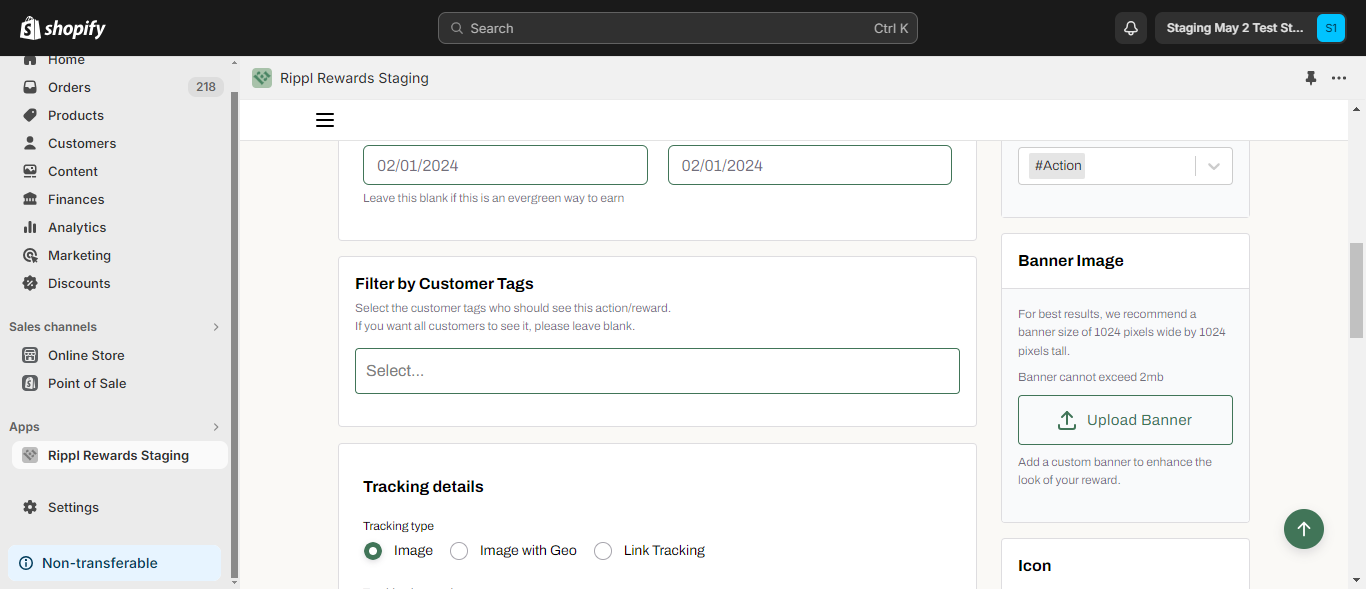 shopify
Search
Ctrl K
Staging May 2 Test St...
S1
Home
Orders
218
Products
Customers
Content
Finances
Analytics
Marketing
Discounts
Sales channels
Online Store
Point of Sale
Apps
Rippl Rewards Staging
Settings
Non-transferable
Rippl Rewards Staging
02/01/2024
02/01/2024
Leave this blank if this is an evergreen way to earn
Filter by Customer Tags
Select the customer tags who should see this action/reward.
If you want all customers to see it, please leave blank.
Select...
Tracking details
Tracking type
Image
Image with Geo
Link Tracking
#Action
Banner Image
For best results, we recommend a
banner size of 1024 pixels wide by 1024
pixels tall.
Banner cannot exceed 2mb
Upload Banner
Add a custom banner to enhance the
look of your reward.
Icon